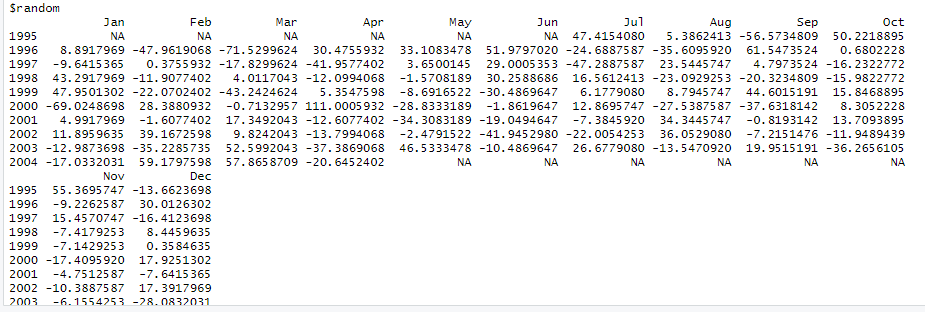 $random
Jan Feb Mar Apr May Jun Jul Aug Sep Oct
1995 NA NA NA NA NA NA 47.4154080 5.3862413 -56.5734809 50.2218895
1996 8.8917969 -47.9619068 -71.5299624 30.4755932 33.1083478 51.9797020 -24.6887587 -35.6095920 61.5473524 0.6802228
1997 -9.6415365 0.3755932 -17.8299624 -41.9577402 3.6500145 29.0005353 -47.2887587 23.5445747 4.7973524 -16.2322772
1998 43.2917969 -11.9077402 4.0117043 -12.0994068 -1.5708189 30.2588686 16.5612413 -23.0929253 -20.3234809 -15.9822772
1999 47.9501302 -22.0702402 -43.2424624 5.3547598 -8.6916522 -30.4869647 6.1779080 8.7945747 44.6015191 15.8468895
2000 -69.0248698 28.3880932 -0.7132957 111.0005932 -28.8333189 -1.8619647 12.8695747 -27.5387587 -37.6318142 8.3052228
2001 4.9917969 -1.6077402 17.3492043 -12.6077402 -34.3083189 -19.0494647 -7.3845920 34.3445747 -0.8193142 13.7093895
2002 11.8959635 39.1672598 9.8242043 -13.7994068 -2.4791522 -41.9452980 -22.0054253 36.0529080 -7.2151476 -11.9489439
2003 -12.9873698 -35.2285735 52.5992043 -37.3869068 46.5333478 -10.4869647 26.6779080 -13.5470920 19.9515191 -36.2656105
2004 -17.0332031 59.1797598 57.8658709 -20.6452402 NA NA NA NA NA NA
Nov Dec
1995 55.3695747 -13.6623698
1996 -9.2262587 30.0126302
1997 15.4570747 -16.4123698
1998 -7.4179253 8.4459635
1999 -7.1429253 0.3584635
2000 -17.4095920 17.9251302
2001 -4.7512587 -7.6415365
2002 -10.3887587 17.3917969
2003 -6.1554253 -28.0832031